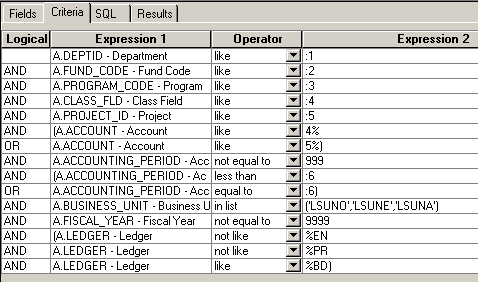 Fields Criteria SQL Results
Logical Expression 1 Operator Expression 2
A.DEPTID - Department like :1
AND A.FUND_CODE - Fund Code like :2
AND A.PROGRAM_CODE - Program like :3
AND A.CLASS_FLD - Class Field like :4
AND A.PROJECT_ID - Project like :5
AND (A.ACCOUNT - Account like 4%
OR A.ACCOUNT - Account like 5%)
AND A.ACCOUNTING_PERIOD - Acc not equal to 999
AND (A.ACCOUNTING_PERIOD - Ac less than :6
OR A.ACCOUNTING_PERIOD - Acc equal to :6)
AND A.BUSINESS_UNIT - Business U in list ('LSUNO','LSUNE','LSUNA')
AND A.FISCAL_YEAR - Fiscal Year not equal to 9999
AND (A.LEDGER - Ledger not like %EN
AND A.LEDGER - Ledger not like %PR
AND A.LEDGER - Ledger like %BD)